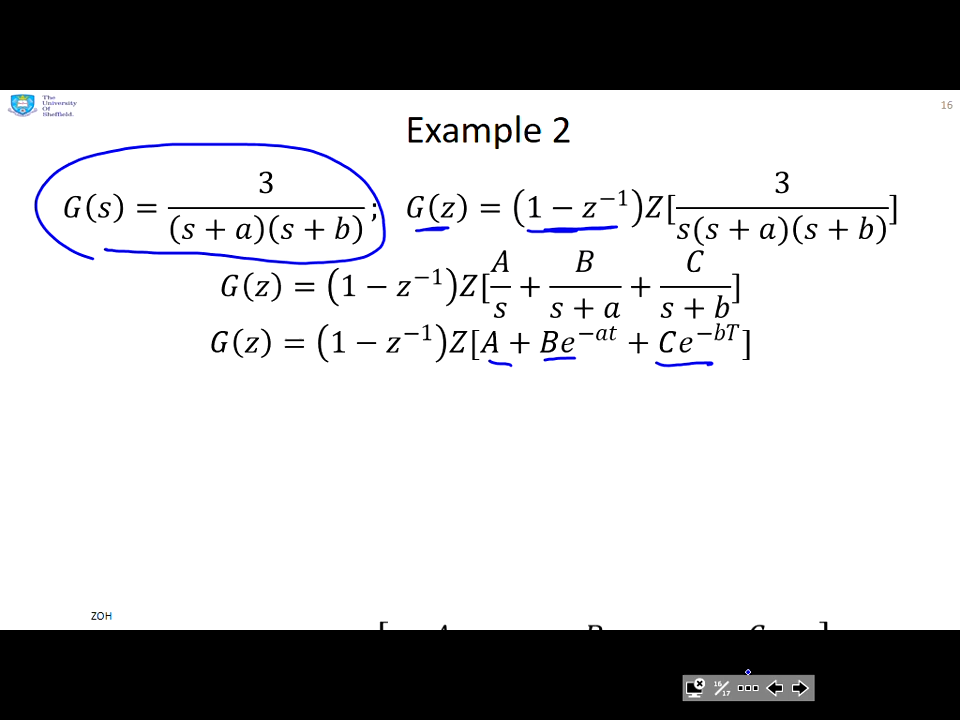 The
University
Of
Sheffield.
16
Example 2
G(s) = 3/((s + a)(s + b)); G(z) = (1 − z⁻¹)Z[3/(s(s + a)(s + b))]
G(z) = (1 − z⁻¹)Z[A/s + B/(s + a) + C/(s + b)]
G(z) = (1 − z⁻¹)Z[A + Be⁻ᵃᵗ + Ce⁻ᵇᵀ]
ZOH
16/17